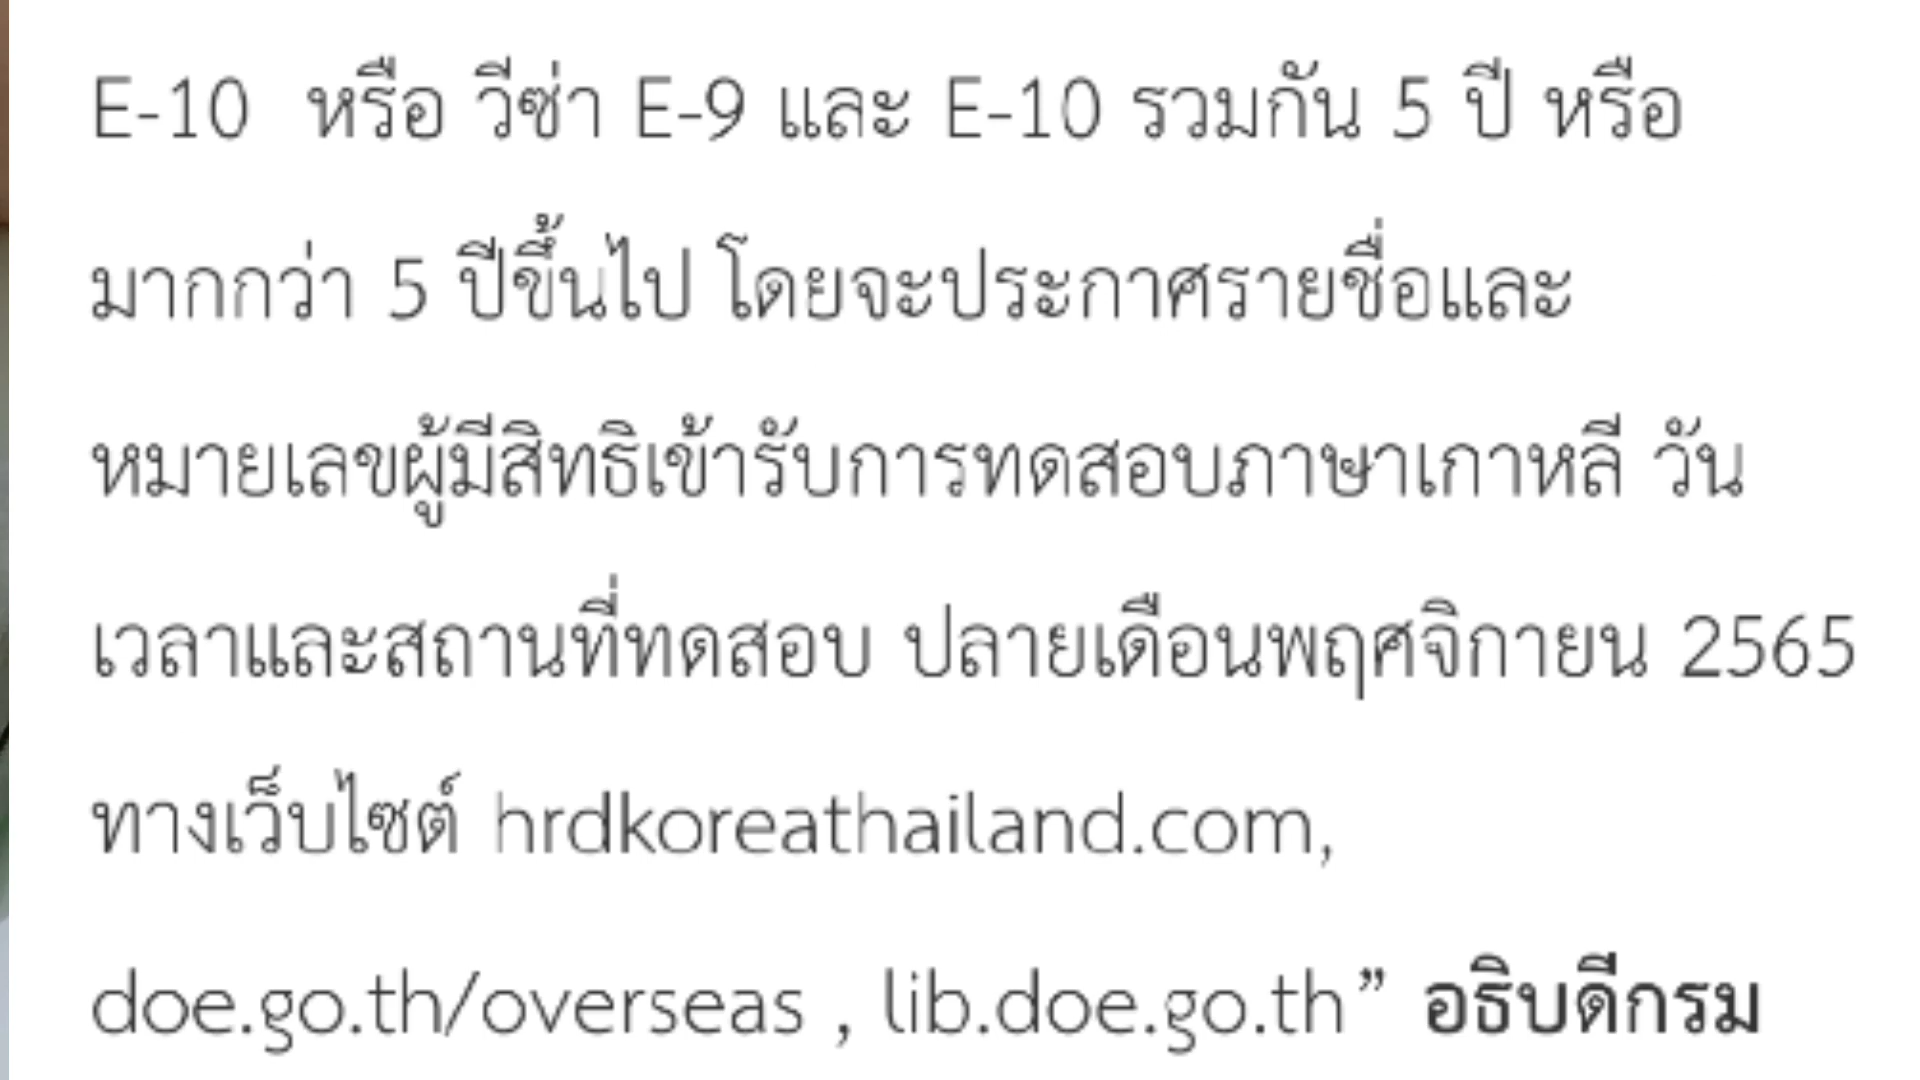 E-10  หรือ วีซ่า E-9 และ E-10 รวมกัน 5 ปี หรือ
มากกว่า 5 ปีขึ้นไป โดยจะประกาศรายชื่อและ
หมายเลขผู้มีสิทธิเข้ารับการทดสอบภาษาเกาหลี วัน
เวลาและสถานที่ทดสอบ ปลายเดือนพฤศจิกายน 2565
ทางเว็บไซต์ hrdkoreathailand.com,
doe.go.th/overseas , lib.doe.go.th” อธิบดีกรม